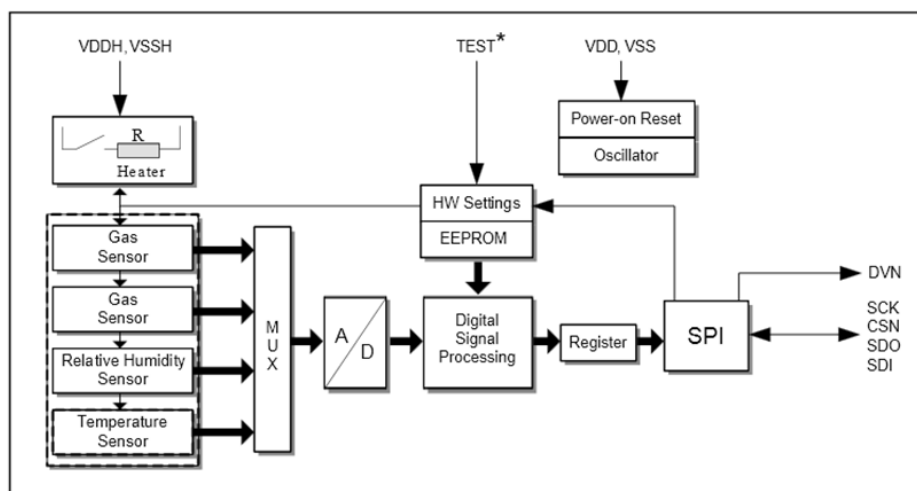 VDDH, VSSH
TEST*
VDD, VSS
R
Heater
Power-on Reset
Oscillator
HW Settings
EEPROM
Gas
Sensor
Gas
Sensor
Relative Humidity
Sensor
Temperature
Sensor
MUX
A
D
Digital
Signal
Processing
Register
SPI
DVN
SCK
CSN
SDO
SDI